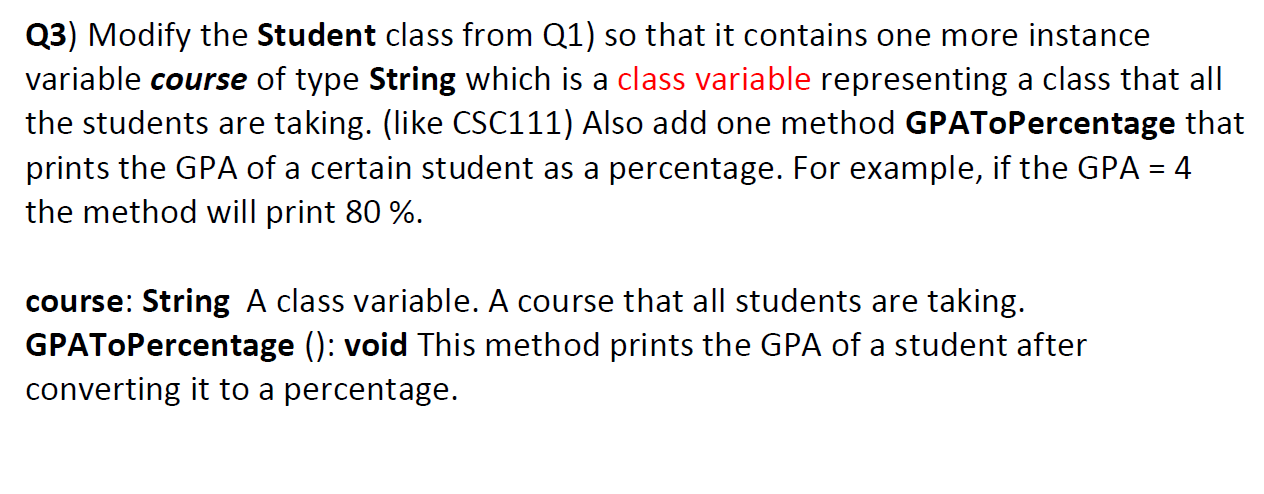 Q3) Modify the Student class from Q1) so that it contains one more instance
variable course of type String which is a class variable representing a class that all
the students are taking. (like CSC111) Also add one method GPAToPercentage that
prints the GPA of a certain student as a percentage. For example, if the GPA = 4
the method will print 80 %.
course: String A class variable. A course that all students are taking.
GPAToPercentage (): void This method prints the GPA of a student after
converting it to a percentage.